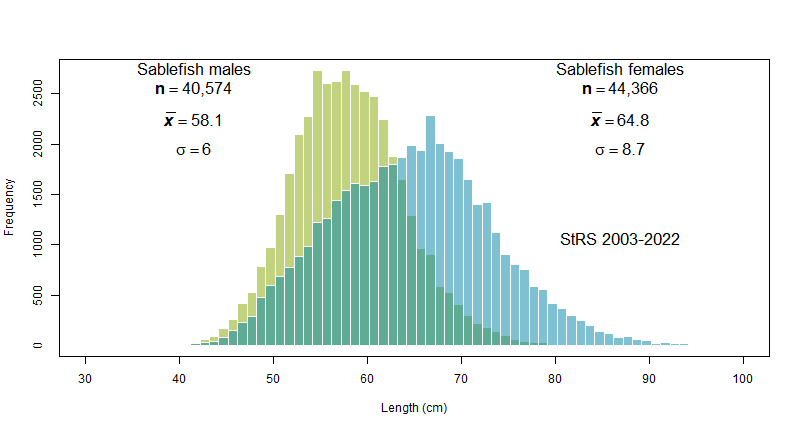 Sablefish males
n = 40,574
x̅ = 58.1
σ = 6
Sablefish females
n = 44,366
x̅ = 64.8
σ = 8.7
StRS 2003-2022
Frequency
2500
2000
1500
1000
500
0
30 40 50 60 70 80 90 100
Length (cm)